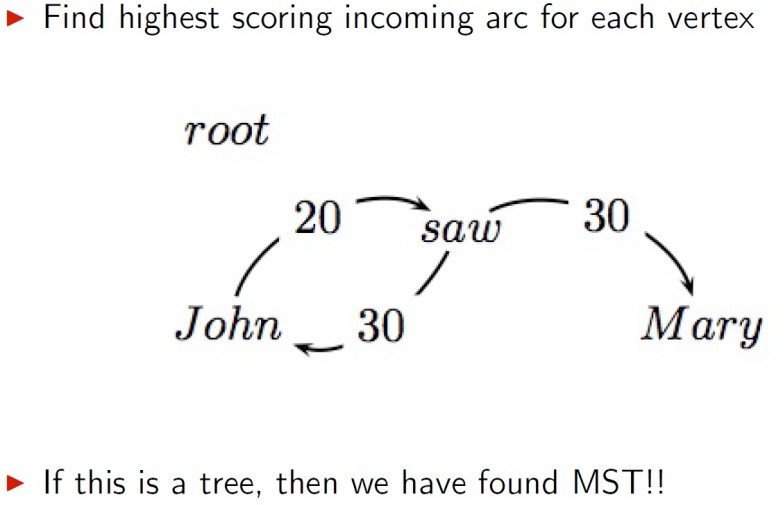 ► Find highest scoring incoming arc for each vertex
root
20 saw 30
John 30 Mary
► If this is a tree, then we have found MST!!